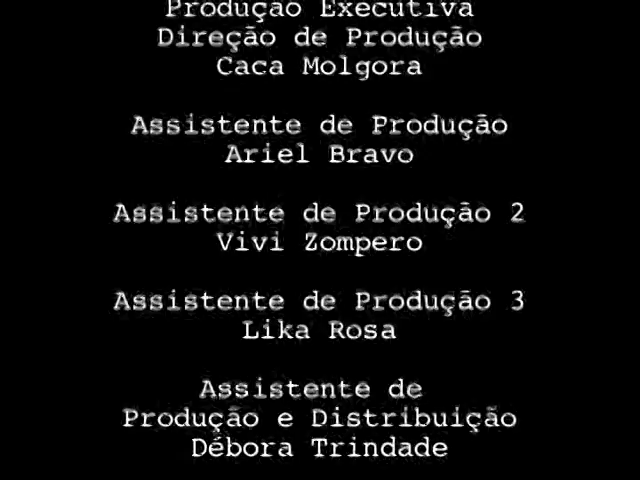 Produção Executiva
Direção de Produção
Caca Molgora
Assistente de Produção
Ariel Bravo
Assistente de Produção 2
Vivi Zompero
Assistente de Produção 3
Lika Rosa
Assistente de
Produção e Distribuição
Débora Trindade